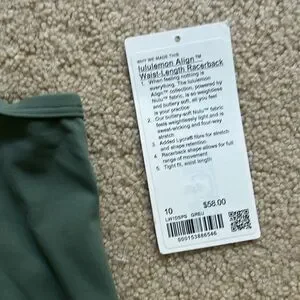 WHY WE MADE THIS
lululemon Align™
Waist-Length Racerback
1. When feeling nothing is
everything. The lululemon
Align™ collection, powered by
Nulu™ fabric, is so weightless
and buttery soft, all you feel
is your practice
2. Our buttery-soft Nulu™ fabric
feels weightlessly light and is
sweat-wicking and four-way
stretch
3. Added Lycra® fibre for stretch
and shape retention
4. Racerback shape allows for full
range of movement
5. Tight fit, waist length
10 $58.00
LW1DSPS GREU